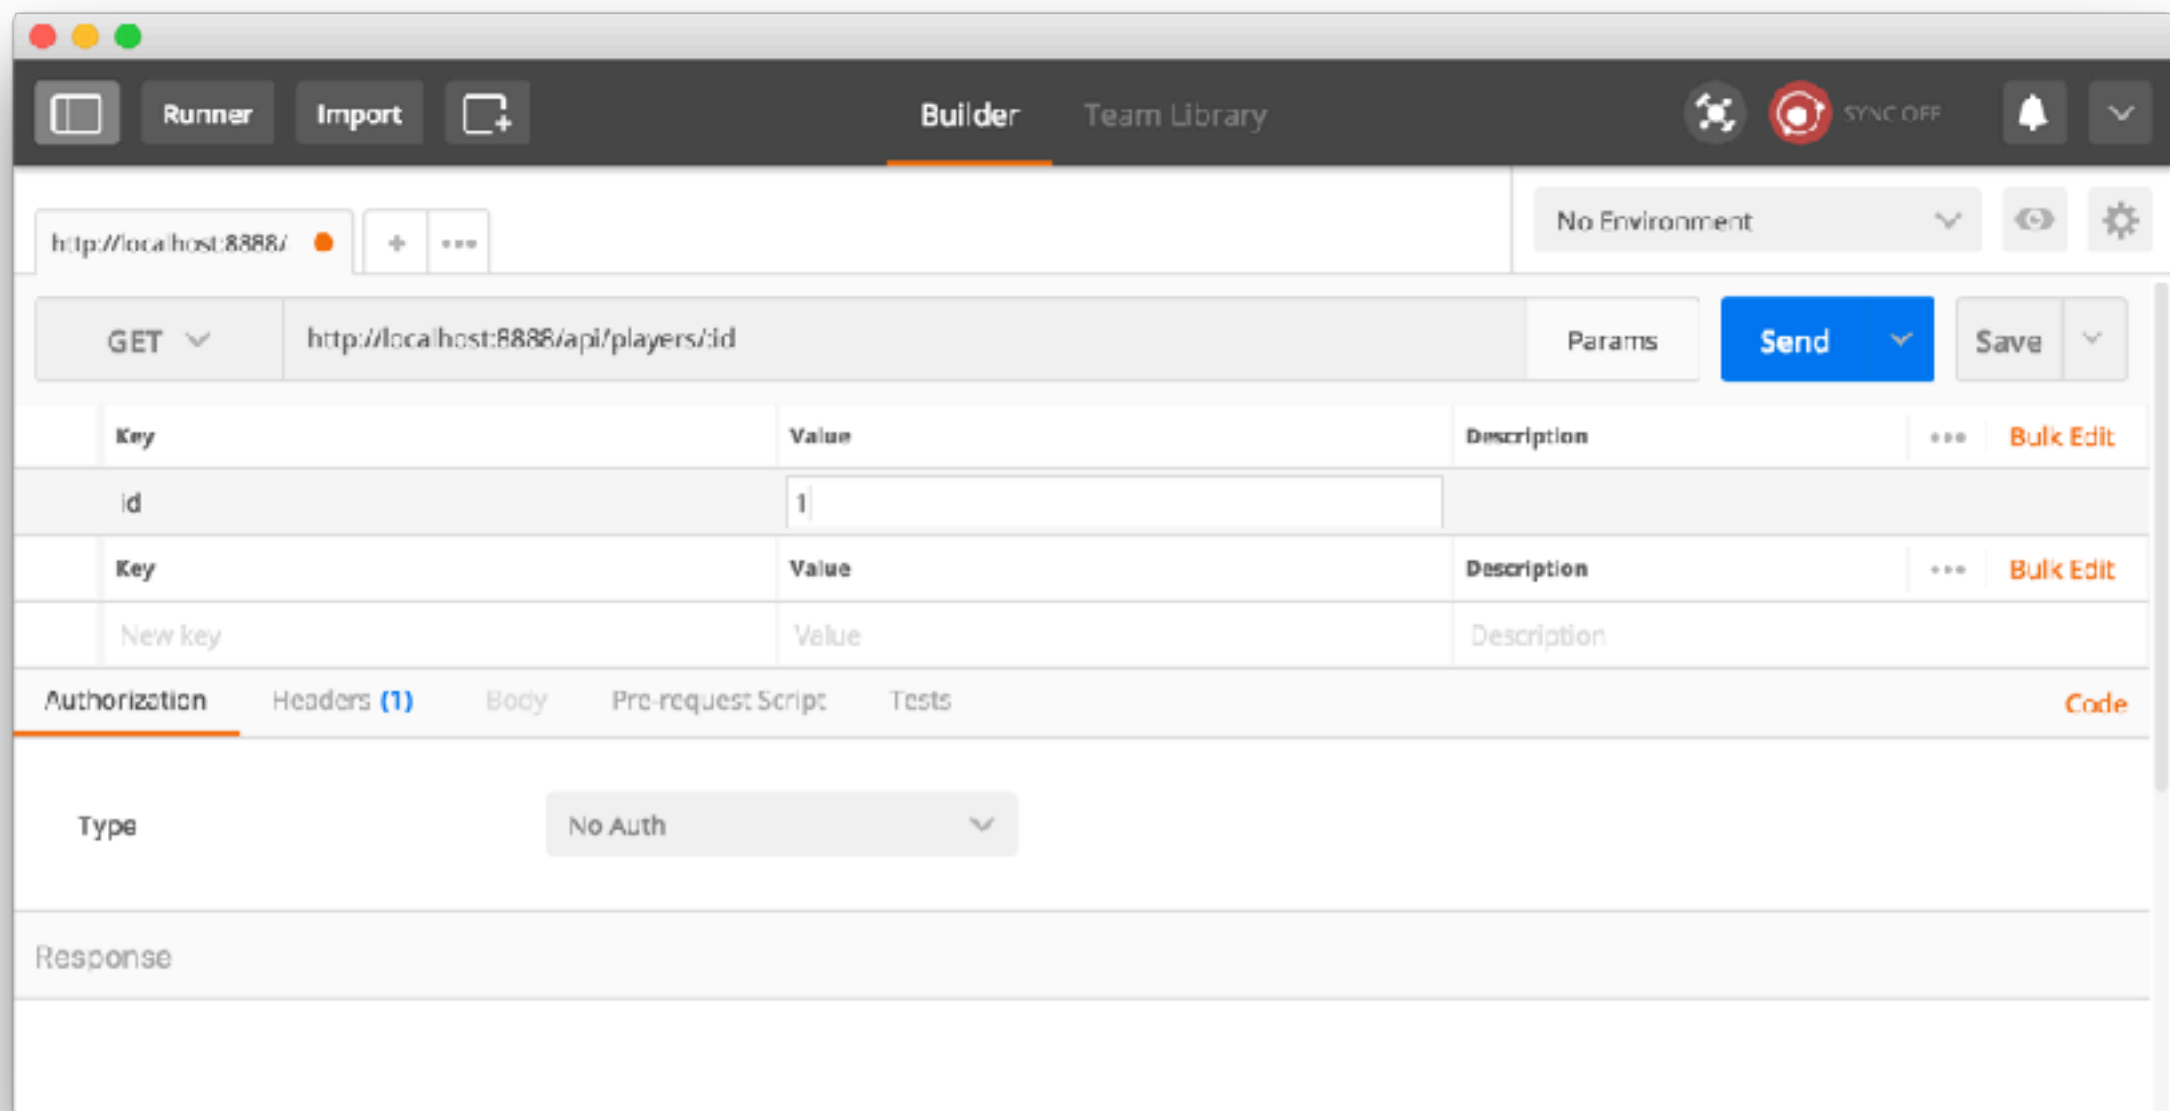 Runner Import Builder Team Library SYNC OFF
http://localhost:8888/ + No Environment
GET http://localhost:8888/api/players/:id Params Send Save
Key Value Description Bulk Edit
id 1
Key Value Description Bulk Edit
New key Value Description
Authorization Headers (1) Body Pre-request Script Tests Code
Type No Auth
Response